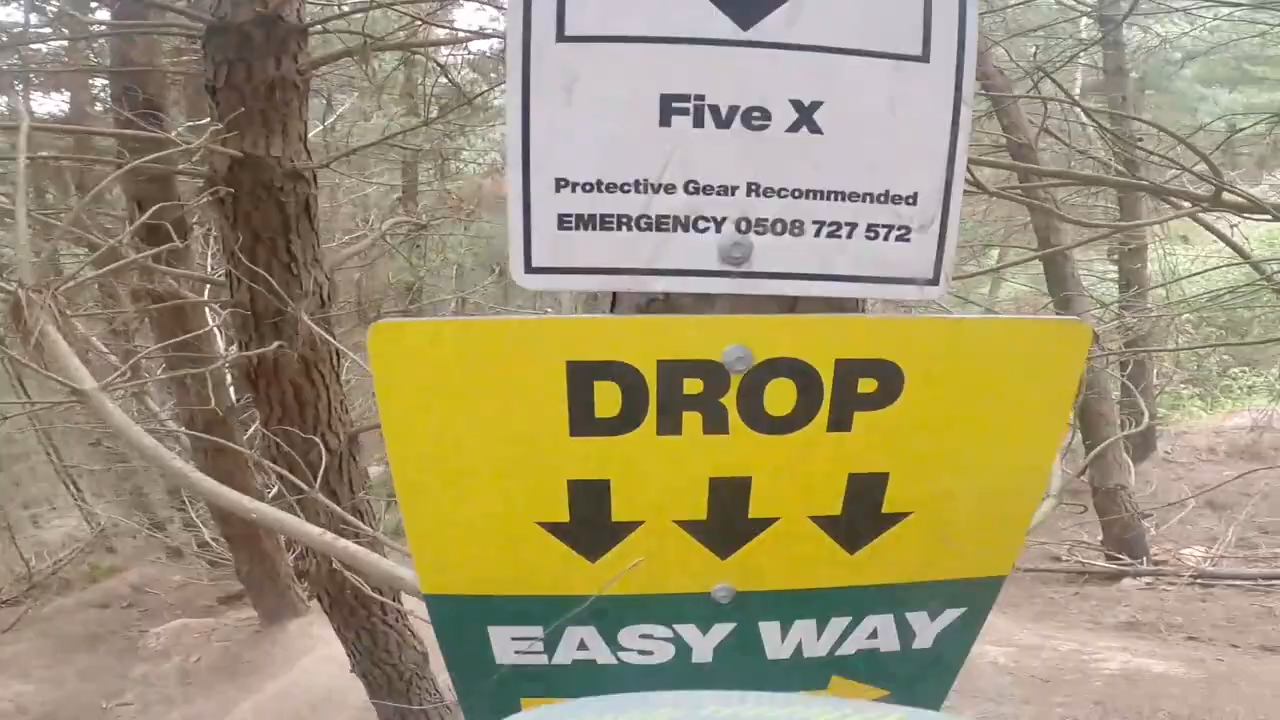 Five X
Protective Gear Recommended
EMERGENCY 0508 727 572
DROP
EASY WAY